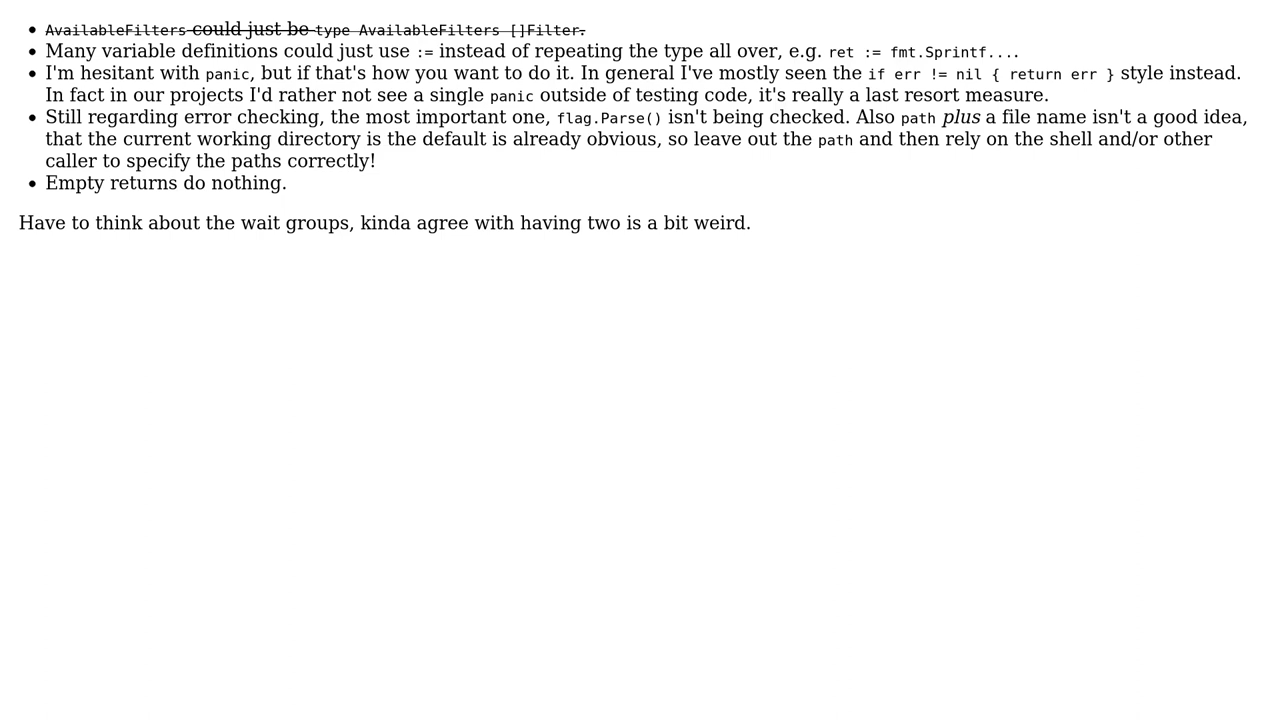 AvailableFilters could just be type AvailableFilters []Filter.
Many variable definitions could just use := instead of repeating the type all over, e.g. ret := fmt.Sprintf....
I'm hesitant with panic, but if that's how you want to do it. In general I've mostly seen the if err != nil { return err } style instead.
In fact in our projects I'd rather not see a single panic outside of testing code, it's really a last resort measure.
Still regarding error checking, the most important one, flag.Parse() isn't being checked. Also path plus a file name isn't a good idea,
that the current working directory is the default is already obvious, so leave out the path and then rely on the shell and/or other
caller to specify the paths correctly!
Empty returns do nothing.
Have to think about the wait groups, kinda agree with having two is a bit weird.